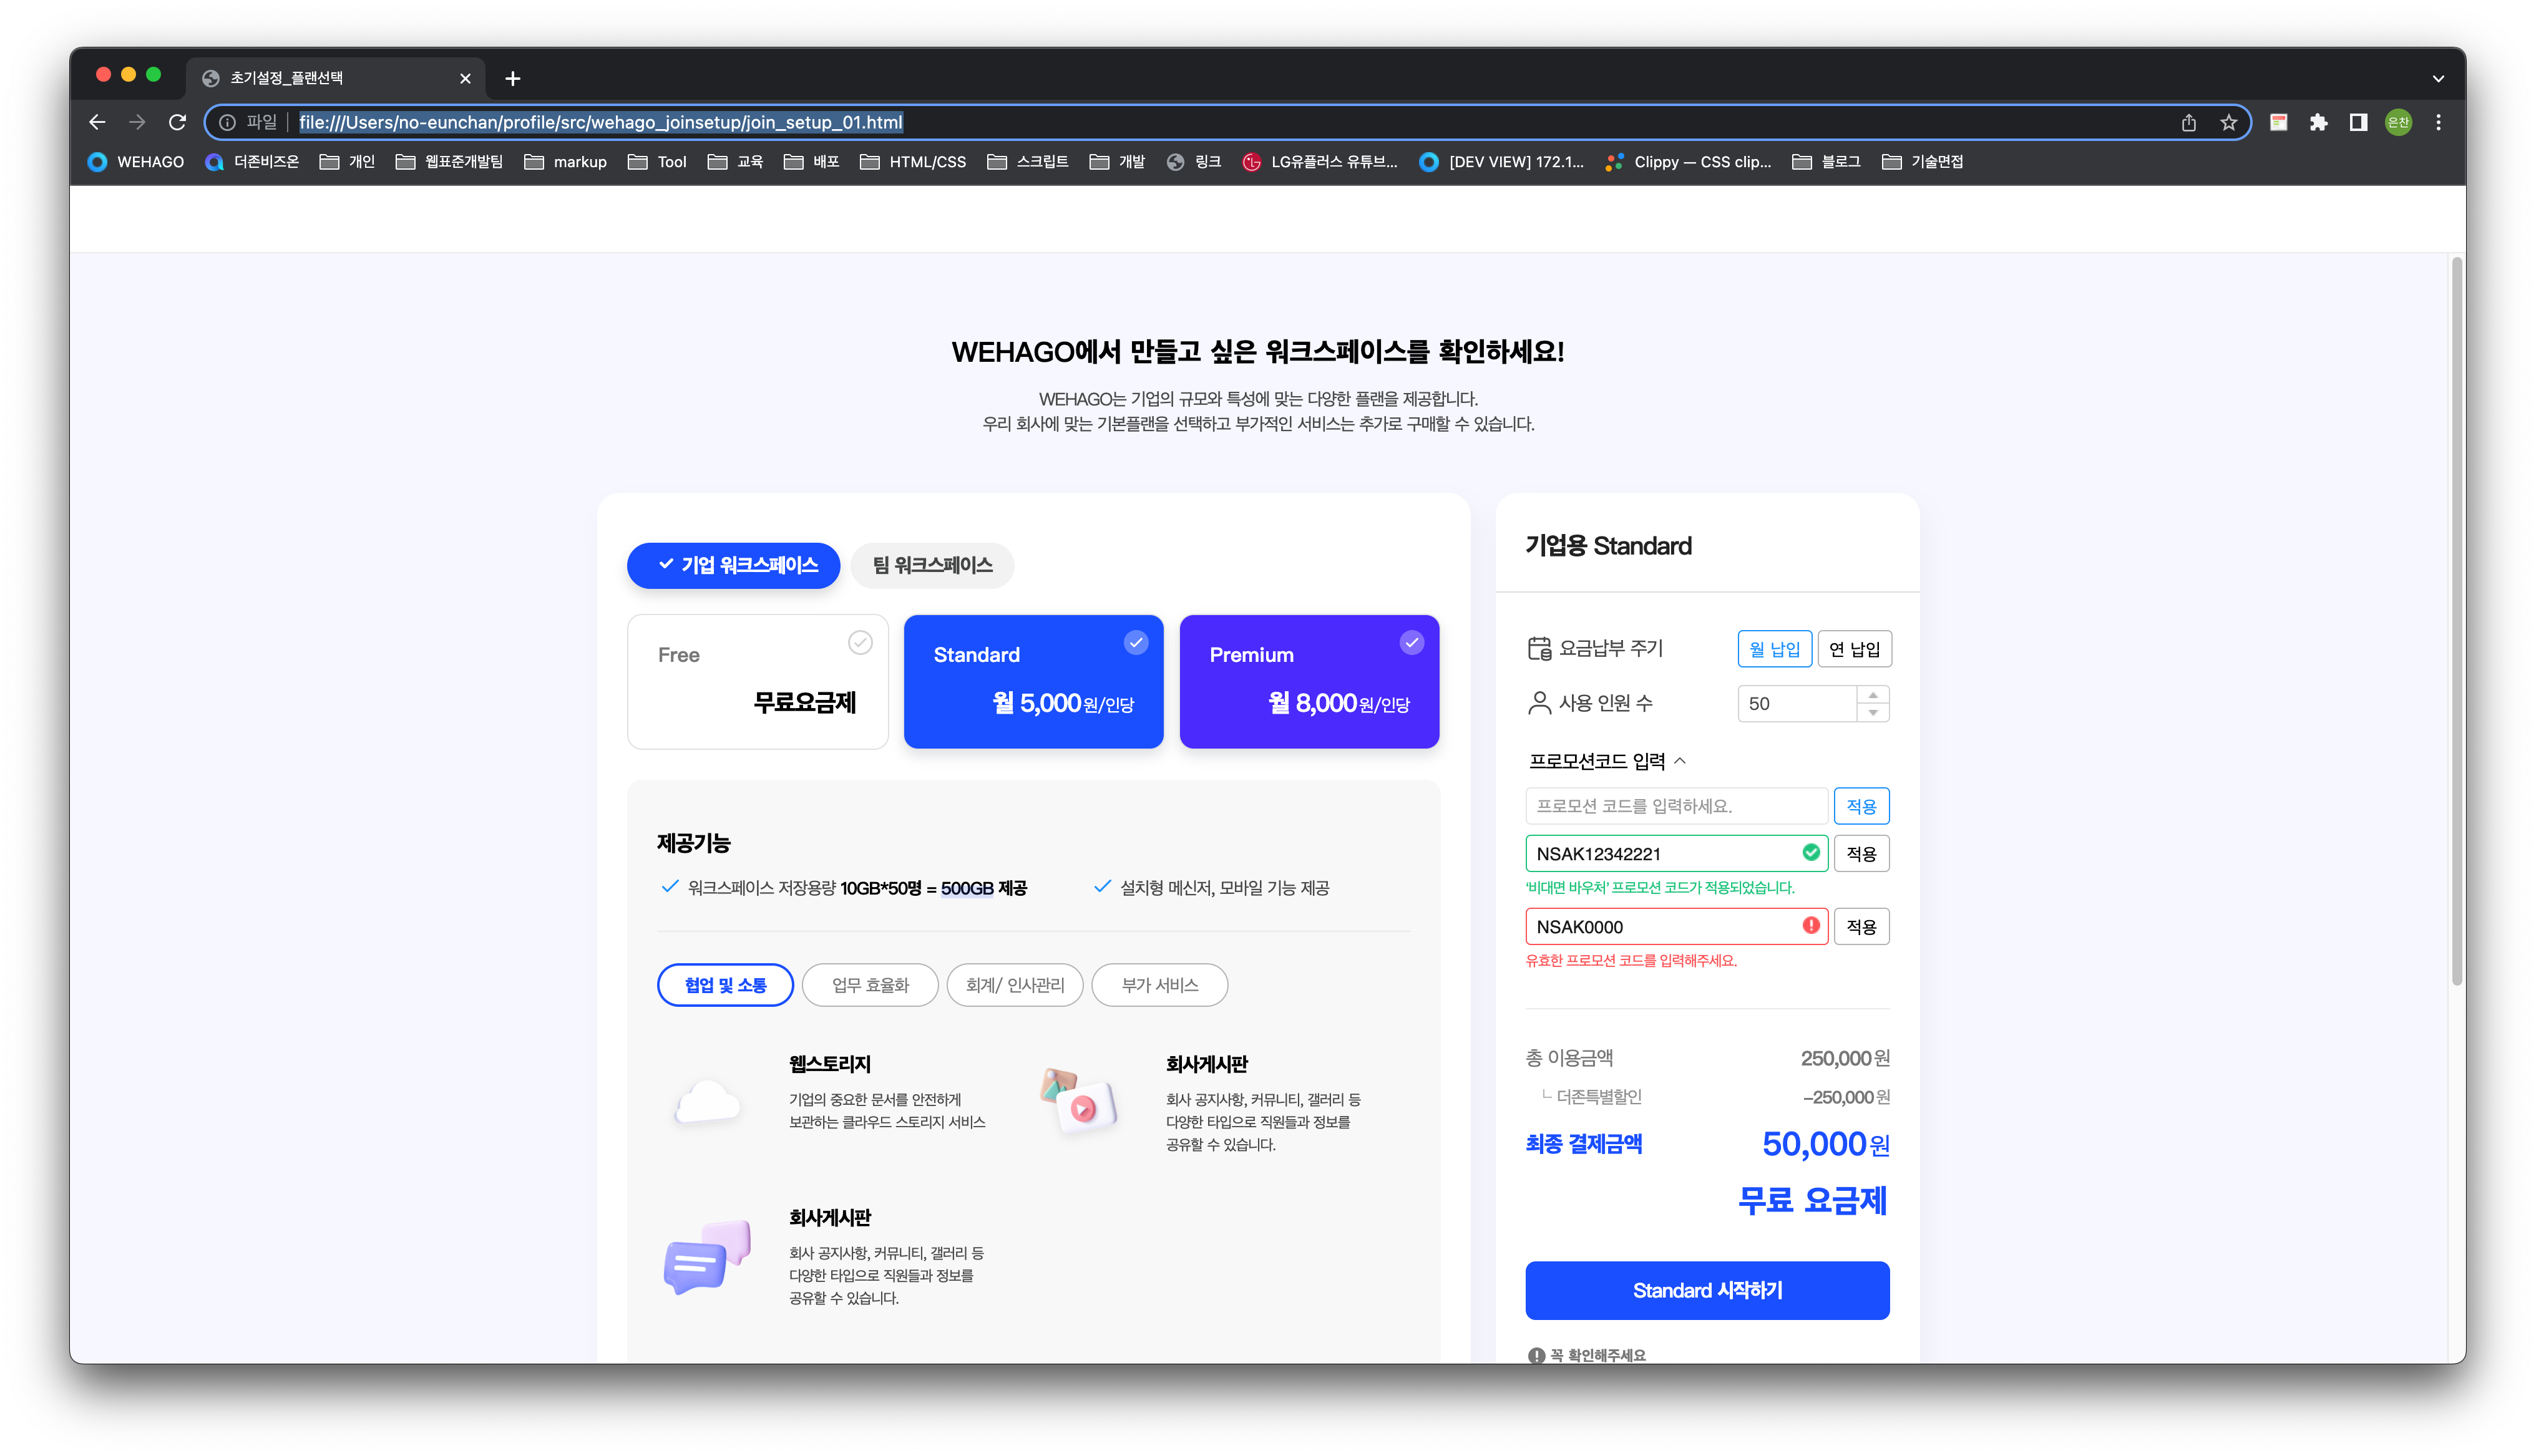 초기설정_플랜선택
파일 file:///Users/no-eunchan/profile/src/wehago_joinsetup/join_setup_01.html
은찬
WEHAGO 더존비즈온 개인 웹표준개발팀 markup Tool 교육 배포 HTML/CSS 스크립트 개발 링크 LG유플러스 유튜브... [DEV VIEW] 172.1... Clippy — CSS clip... 블로그 기술면접
WEHAGO에서 만들고 싶은 워크스페이스를 확인하세요!
WEHAGO는 기업의 규모와 특성에 맞는 다양한 플랜을 제공합니다.
우리 회사에 맞는 기본플랜을 선택하고 부가적인 서비스는 추가로 구매할 수 있습니다.
기업 워크스페이스 팀 워크스페이스
Free
무료요금제
Standard
월 5,000원/인당
Premium
월 8,000원/인당
제공기능
워크스페이스 저장용량 10GB*50명 = 500GB 제공
설치형 메신저, 모바일 기능 제공
협업 및 소통 업무 효율화 회계/ 인사관리 부가 서비스
웹스토리지
기업의 중요한 문서를 안전하게
보관하는 클라우드 스토리지 서비스
회사게시판
회사 공지사항, 커뮤니티, 갤러리 등
다양한 타입으로 직원들과 정보를
공유할 수 있습니다.
회사게시판
회사 공지사항, 커뮤니티, 갤러리 등
다양한 타입으로 직원들과 정보를
공유할 수 있습니다.
기업용 Standard
요금납부 주기 월 납입 연 납입
사용 인원 수 50
프로모션코드 입력
프로모션 코드를 입력하세요. 적용
NSAK12342221 적용
‘비대면 바우처’ 프로모션 코드가 적용되었습니다.
NSAK0000 적용
유효한 프로모션 코드를 입력해주세요.
총 이용금액 250,000원
└ 더존특별할인 –250,000원
최종 결제금액 50,000원
무료 요금제
Standard 시작하기
꼭 확인해주세요